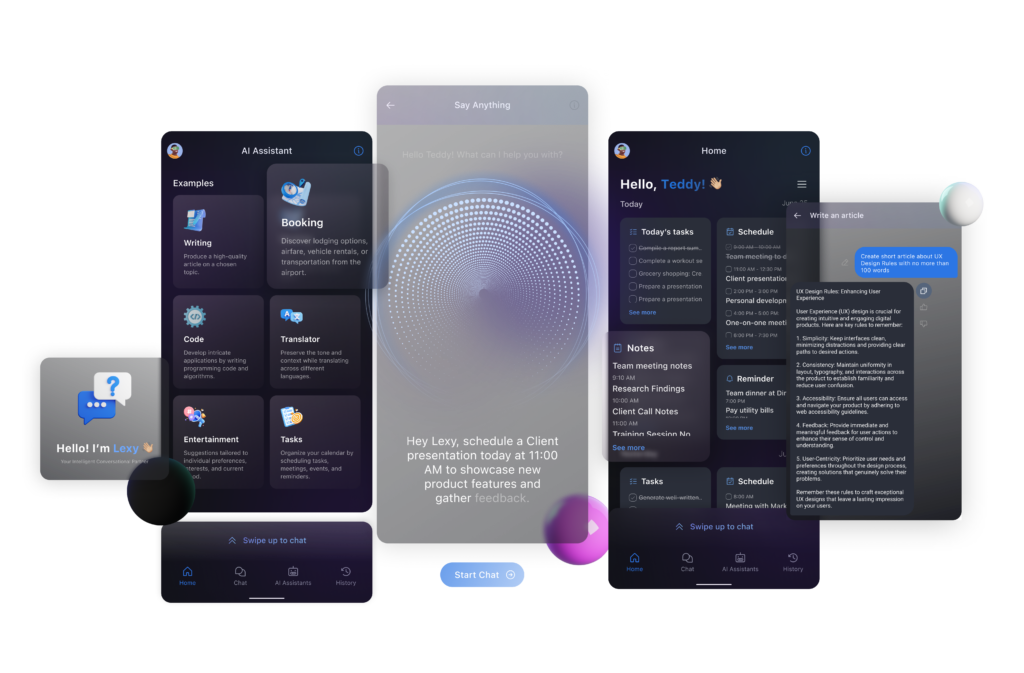 Hello! I'm Lexy
Your Intelligent Conversations Partner
AI Assistant
Examples
Writing
Produce a high-quality
article on a chosen
topic.
Booking
Discover lodging options,
airfare, vehicle rentals, or
transportation from the
airport.
Code
Develop intricate
applications by writing
programming code and
algorithms.
Translator
Preserve the tone and
context while translating
across different
languages.
Entertainment
Suggestions tailored to
individual preferences,
interests, and current
Tasks
Organize your calendar by
scheduling tasks,
meetings, events, and
reminders.
Swipe up to chat
Home
Chat
AI Assistants
History
Say Anything
Hello Teddy! What can I help you with?
Hey Lexy, schedule a Client
presentation today at 11:00
AM to showcase new
product features and
gather feedback.
Start Chat
Home
Hello, Teddy!
Today
Today's tasks
Compile a report sum..
Complete a workout se
Grocery shopping: Cre
Prepare a presentation
Prepare a presentation
See more
Schedule
9:00 AM - 10:00 AM
Team meeting to d
11:00 AM - 12:30 PM
Client presentatio
2:00 PM - 3:00 PM
Personal developm
4:00 PM - 5:00 PM
One-on-one meeti
6:30 PM - 7:30 PM
See more
Notes
Team meeting notes
9:10 AM
Research Findings
10:00 AM
Client Call Notes
11:00 AM
Training Session No
See more
Reminder
Team dinner at Din
7:00 PM
Pay utility bills
See more
Tasks
Generate well-written..
Schedule
8:00 AM
Meeting with Mark
Swipe up to chat
Home
Chat
AI Assistants
History
Write an article
Create short article about UX
Design Rules with no more than
100 words
UX Design Rules: Enhancing User
Experience
User Experience (UX) design is crucial for
creating intuitive and engaging digital
products. Here are key rules to remember:
1. Simplicity: Keep interfaces clean,
minimizing distractions and providing clear
paths to desired actions.
2. Consistency: Maintain uniformity in
layout, typography, and interactions across
the product to establish familiarity and
reduce user confusion.
3. Accessibility: Ensure all users can access
and navigate your product by adhering to
web accessibility guidelines.
4. Feedback: Provide immediate and
meaningful feedback for user actions to
enhance their sense of control and
understanding.
5. User-Centricity: Prioritize user needs and
preferences throughout the design process,
creating solutions that genuinely solve their
problems.
Remember these rules to craft exceptional
UX designs that leave a lasting impression
on your users.